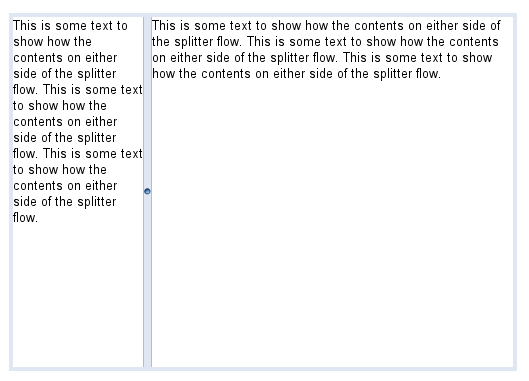 This is some text to
show how the
contents on either
side of the splitter
flow. This is some text
to show how the
contents on either
side of the splitter
flow. This is some text
to show how the
contents on either
side of the splitter
flow.
This is some text to show how the contents on either side of
the splitter flow. This is some text to show how the contents
on either side of the splitter flow. This is some text to show
how the contents on either side of the splitter flow.